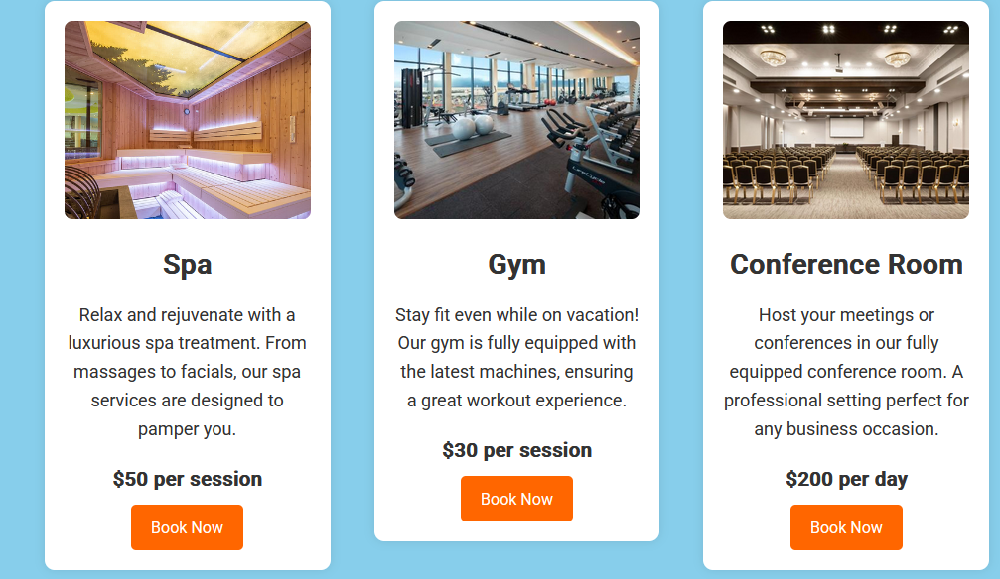 Spa
Relax and rejuvenate with a
luxurious spa treatment. From
massages to facials, our spa
services are designed to
pamper you.
$50 per session
Book Now
Gym
Stay fit even while on vacation!
Our gym is fully equipped with
the latest machines, ensuring
a great workout experience.
$30 per session
Book Now
Conference Room
Host your meetings or
conferences in our fully
equipped conference room. A
professional setting perfect for
any business occasion.
$200 per day
Book Now